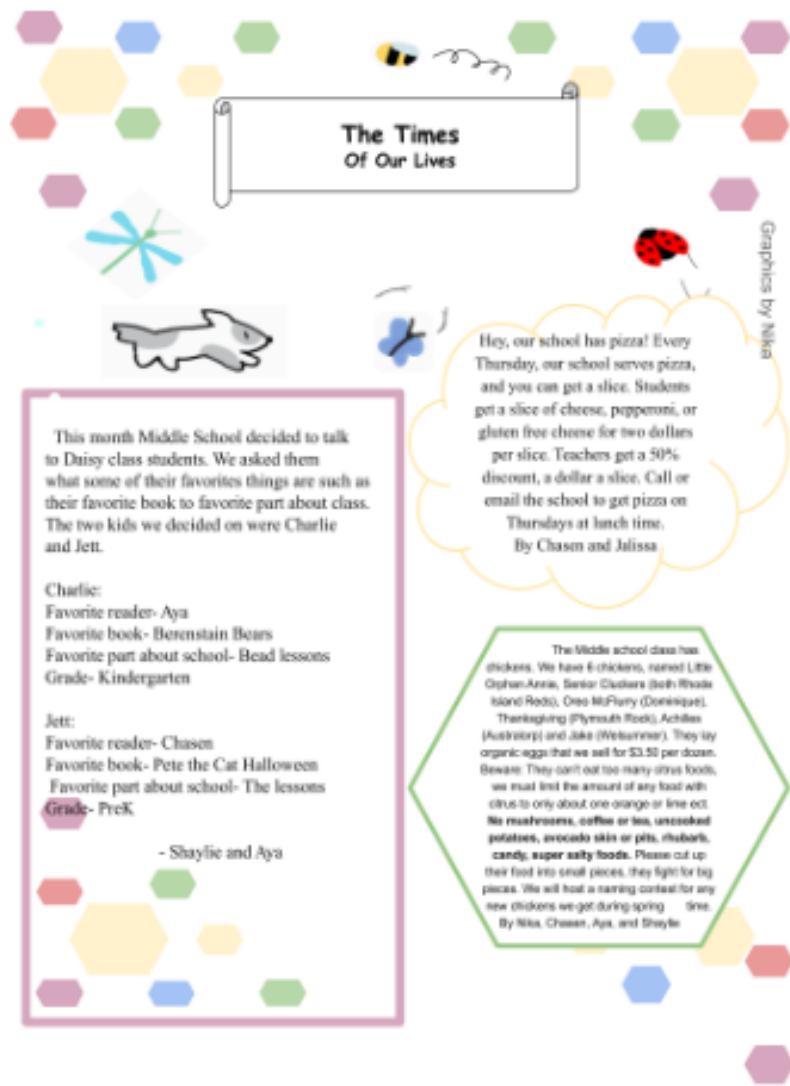 The Times
Of Our Lives
Graphics by Nika
This month Middle School decided to talk
to Daisy class students. We asked them
what some of their favorites things are such as
their favorite book to favorite part about class.
The two kids we decided on were Charlie
and Jett.
Charlie:
Favorite reader- Aya
Favorite book- Berenstain Bears
Favorite part about school- Bead lessons
Grade- Kindergarten
Jett:
Favorite reader- Chasen
Favorite book- Pete the Cat Halloween
Favorite part about school- The lessons
Grade- PreK
- Shaylie and Aya
Hey, our school has pizza! Every
Thursday, our school serves pizza,
and you can get a slice. Students
get a slice of cheese, pepperoni, or
gluten free cheese for two dollars
per slice. Teachers get a 50%
discount, a dollar a slice. Call or
email the school to get pizza on
Thursdays at lunch time.
By Chasen and Jalissa
The Middle school class has
chickens. We have 6 chickens, named Little
Orphan Annie, Senior Cluckers (both Rhode
Island Reds), Oreo McFlurry (Dominique),
Thanksgiving (Plymouth Rock), Achilles
(Australorp) and Jake (Welsummer). They lay
organic eggs that we sell for $3.50 per dozen.
Beware: They can't eat too many citrus foods,
we must limit the amount of any food with
citrus to only about one orange or lime ect.
No mushrooms, coffee or tea, uncooked
potatoes, avocado skin or pits, rhubarb,
candy, super salty foods. Please cut up
their food into small pieces, they fight for big
pieces. We will host a naming contest for any
new chickens we get during spring time.
By Nika, Chasen, Aya, and Shaylie